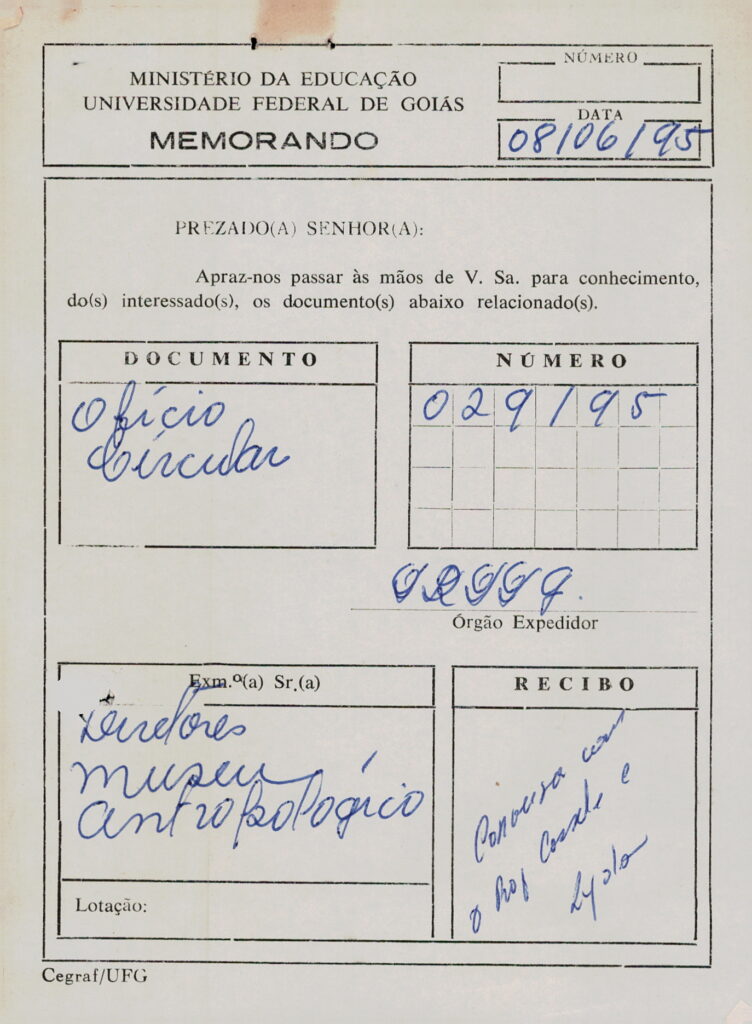 MINISTÉRIO DA EDUCAÇÃO
UNIVERSIDADE FEDERAL DE GOIÁS
MEMORANDO
NÚMERO
DATA
08/06/95
PREZADO(A) SENHOR(A):
Apraz-nos passar às mãos de V. Sa. para conhecimento,
do(s) interessado(s), os documento(s) abaixo relacionado(s).
DOCUMENTO
Ofício
Circular
NÚMERO
029/95
Órgão Expedidor
Exm.º(a) Sr.(a)
museu
antropológico
Lotação:
RECIBO
com
o Prof
e
Cegraf/UFG